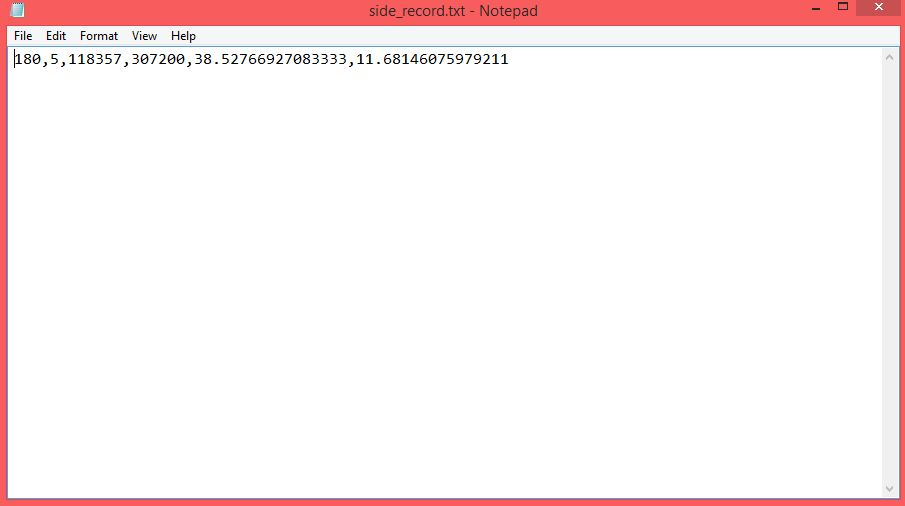 side_record.txt - Notepad
File Edit Format View Help
180,5,118357,307200,38.52766927083333,11.68146075979211